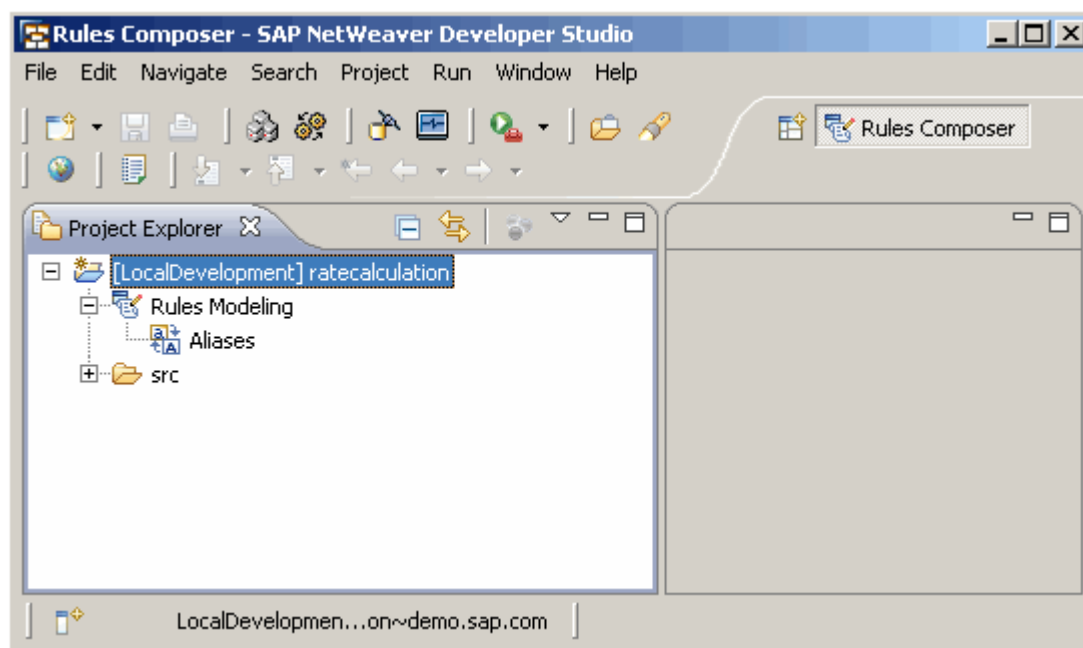 Rules Composer - SAP NetWeaver Developer Studio
File Edit Navigate Search Project Run Window Help
Rules Composer
Project Explorer
[LocalDevelopment] ratecalculation
Rules Modeling
Aliases
src
LocalDevelopmen...on~demo.sap.com